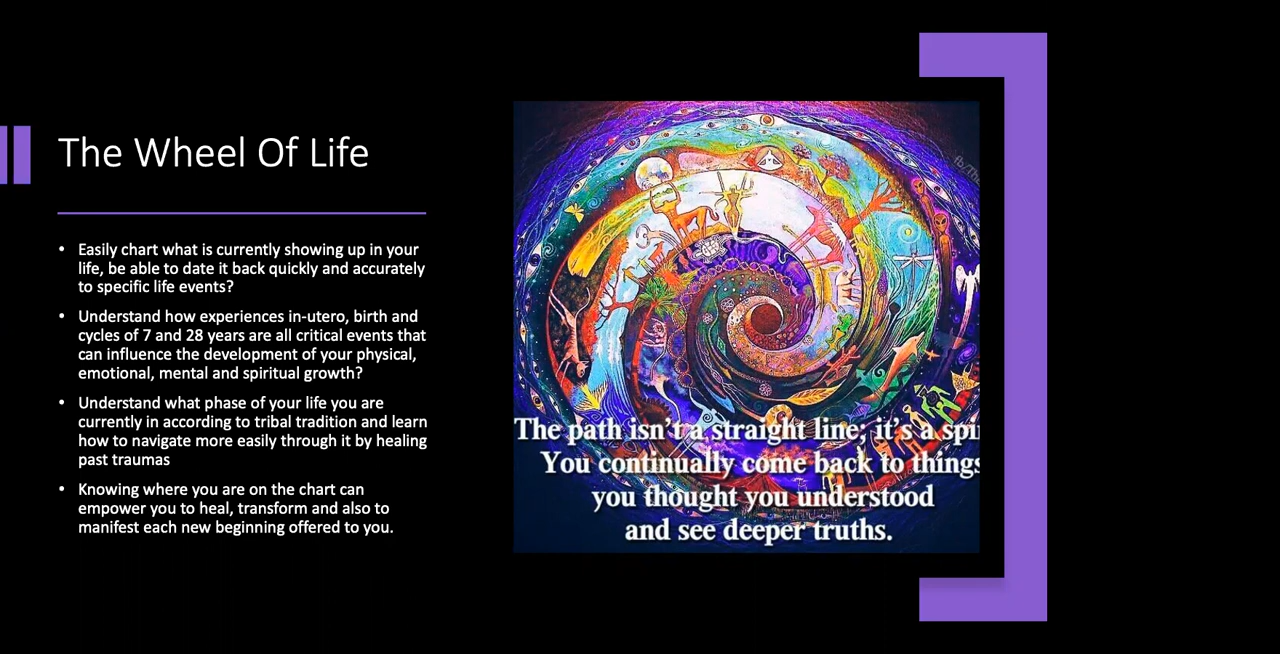 The Wheel Of Life
• Easily chart what is currently showing up in your
life, be able to date it back quickly and accurately
to specific life events?
• Understand how experiences in-utero, birth and
cycles of 7 and 28 years are all critical events that
can influence the development of your physical,
emotional, mental and spiritual growth?
• Understand what phase of your life you are
currently in according to tribal tradition and learn
how to navigate more easily through it by healing
past traumas
• Knowing where you are on the chart can
empower you to heal, transform and also to
manifest each new beginning offered to you.
The path isn't a straight line; it's a spi
You continually come back to things
you thought you understood
and see deeper truths.